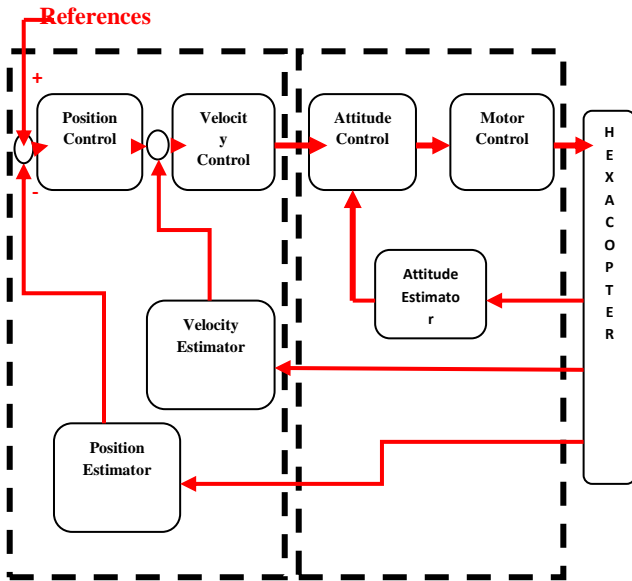 References
+
Position
Control
Velocit
y
Control
Attitude
Control
Motor
Control
H
E
X
A
C
O
P
T
E
R
-
Attitude
Estimato
r
Velocity
Estimator
Position
Estimator